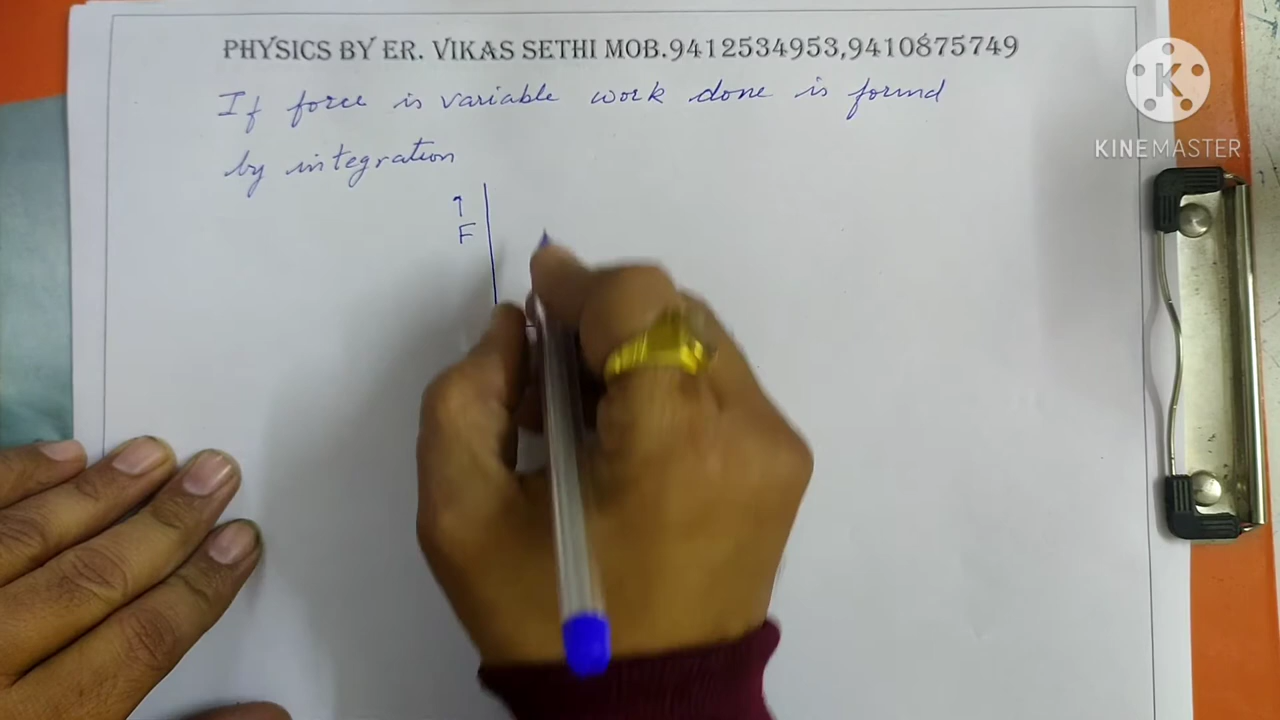 PHYSICS BY ER. VIKAS SETHI MOB.9412534953,9410875749
K
KINEMASTER
If force is variable work done is found
by integration
↑
F